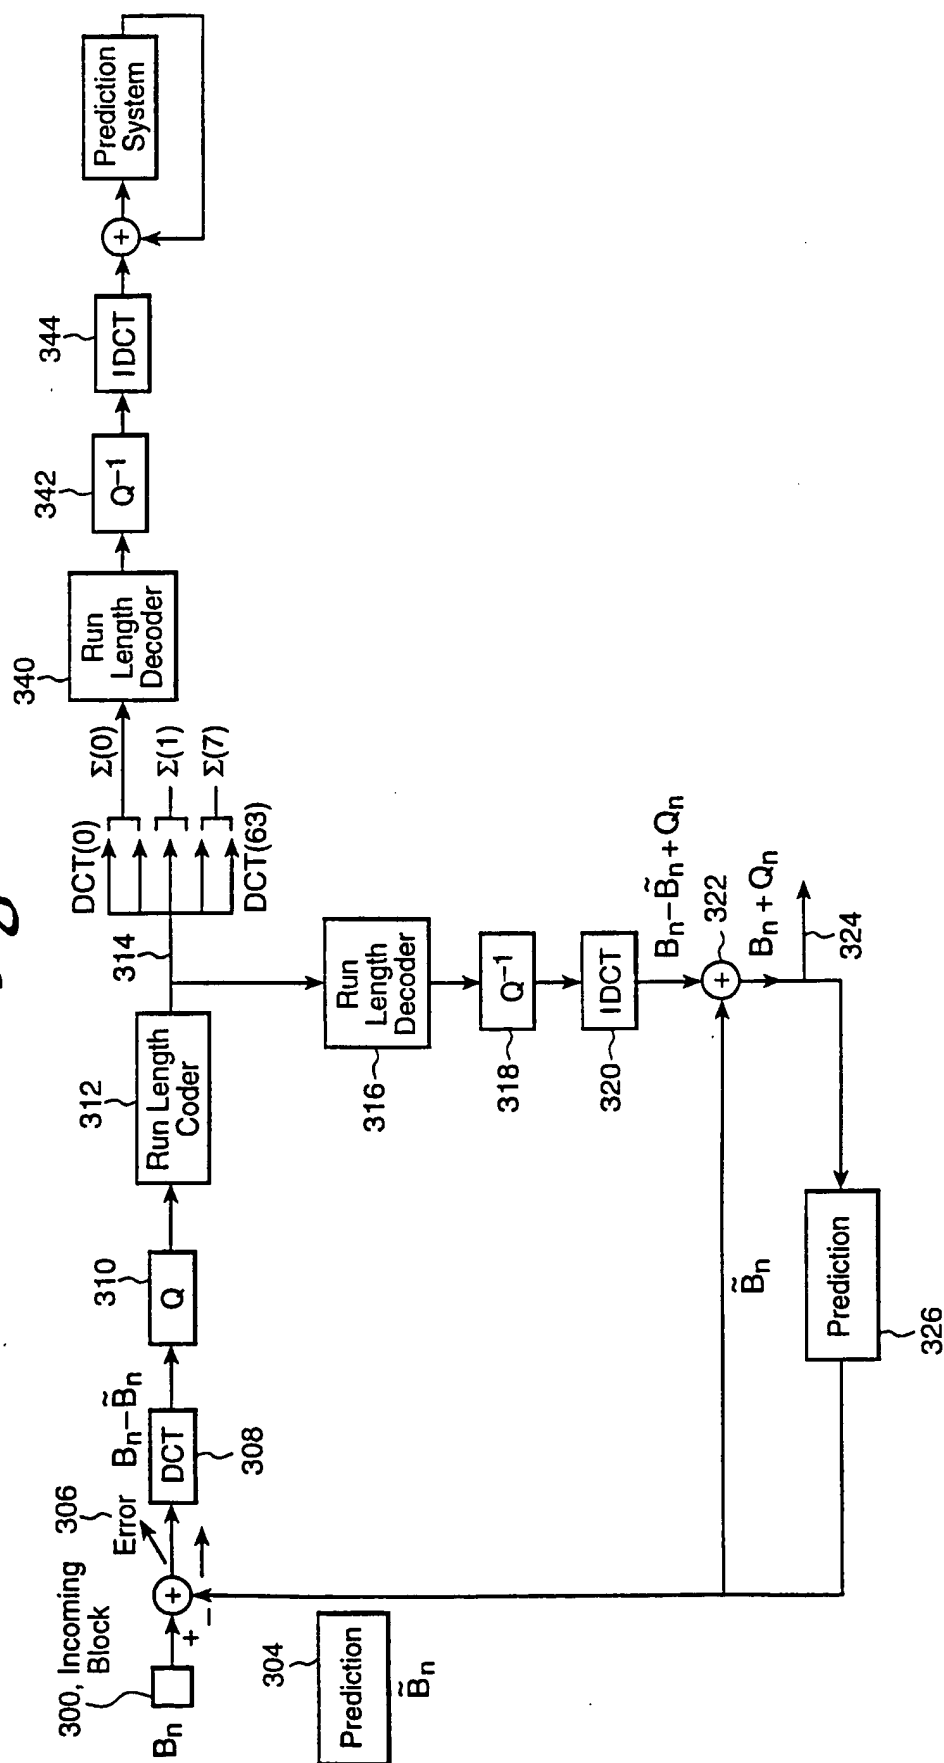 300, Incoming
Block
Bₙ
+
+
−
306
Error
Bₙ−B̃ₙ
DCT
308
310
Q
312
Run Length
Coder
314
DCT(0)
DCT(63)
Σ(0)
Σ(1)
Σ(7)
340
Run
Length
Decoder
342
Q⁻¹
344
IDCT
+
Prediction
System
Run
Length
Decoder
316
Q⁻¹
318
IDCT
320
Bₙ−B̃ₙ+Qₙ
+
322
Bₙ+Qₙ
324
B̃ₙ
Prediction
326
304
Prediction
B̃ₙ